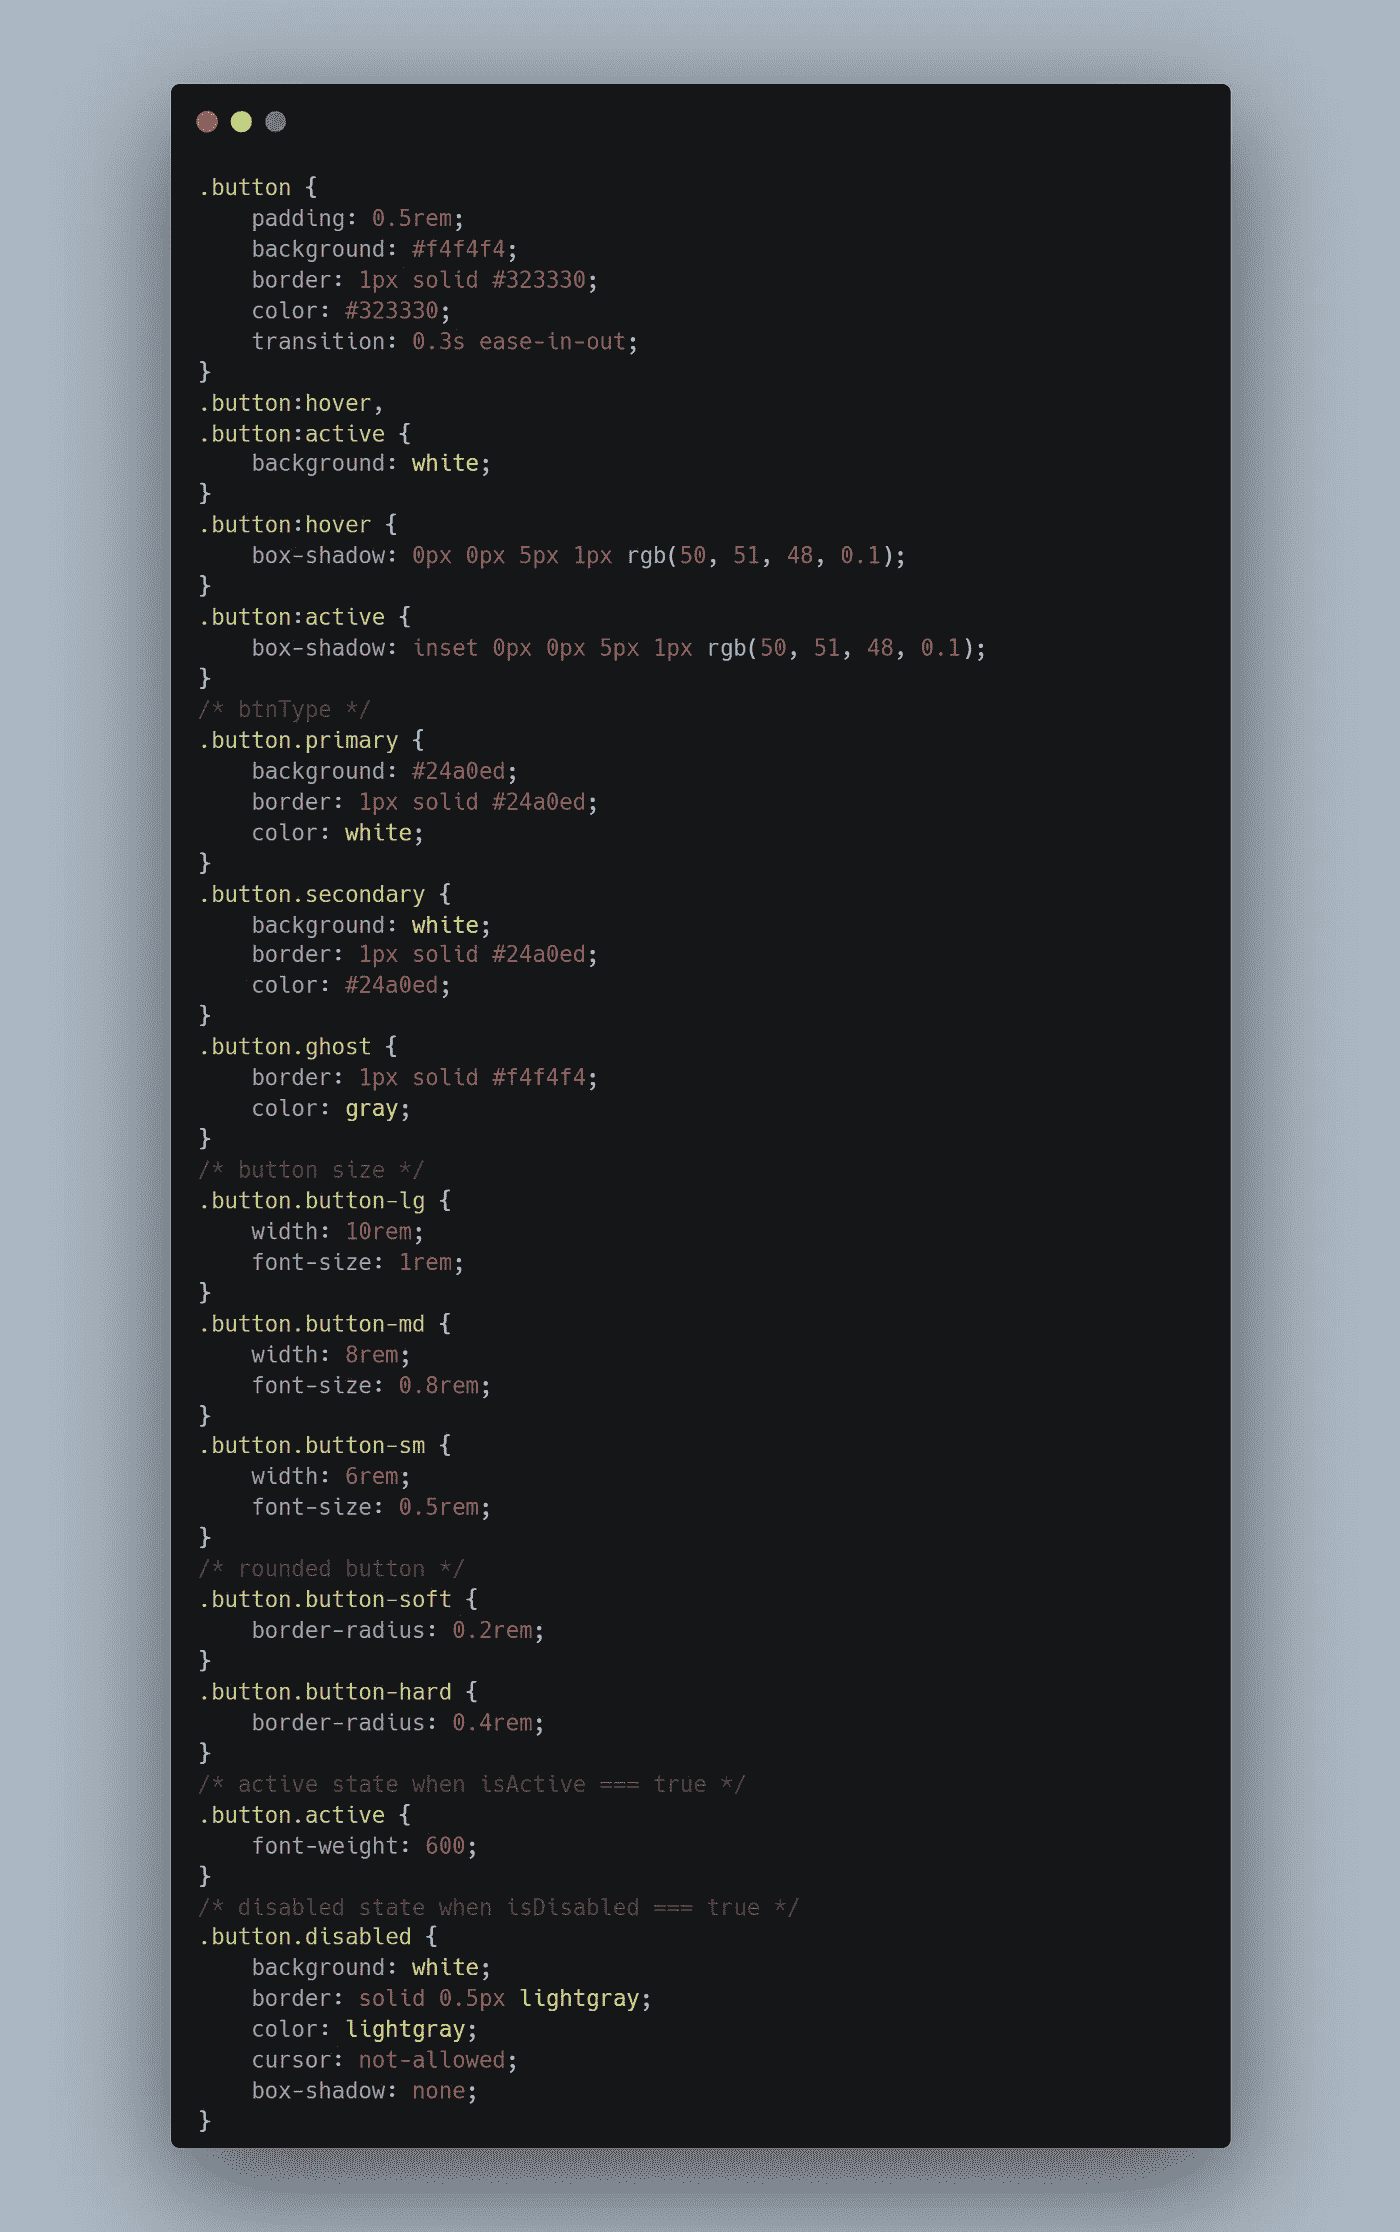 .button {
    padding: 0.5rem;
    background: #f4f4f4;
    border: 1px solid #323330;
    color: #323330;
    transition: 0.3s ease-in-out;
}
.button:hover,
.button:active {
    background: white;
}
.button:hover {
    box-shadow: 0px 0px 5px 1px rgb(50, 51, 48, 0.1);
}
.button:active {
    box-shadow: inset 0px 0px 5px 1px rgb(50, 51, 48, 0.1);
}
/* btnType */
.button.primary {
    background: #24a0ed;
    border: 1px solid #24a0ed;
    color: white;
}
.button.secondary {
    background: white;
    border: 1px solid #24a0ed;
    color: #24a0ed;
}
.button.ghost {
    border: 1px solid #f4f4f4;
    color: gray;
}
/* button size */
.button.button-lg {
    width: 10rem;
    font-size: 1rem;
}
.button.button-md {
    width: 8rem;
    font-size: 0.8rem;
}
.button.button-sm {
    width: 6rem;
    font-size: 0.5rem;
}
/* rounded button */
.button.button-soft {
    border-radius: 0.2rem;
}
.button.button-hard {
    border-radius: 0.4rem;
}
/* active state when isActive === true */
.button.active {
    font-weight: 600;
}
/* disabled state when isDisabled === true */
.button.disabled {
    background: white;
    border: solid 0.5px lightgray;
    color: lightgray;
    cursor: not-allowed;
    box-shadow: none;
}